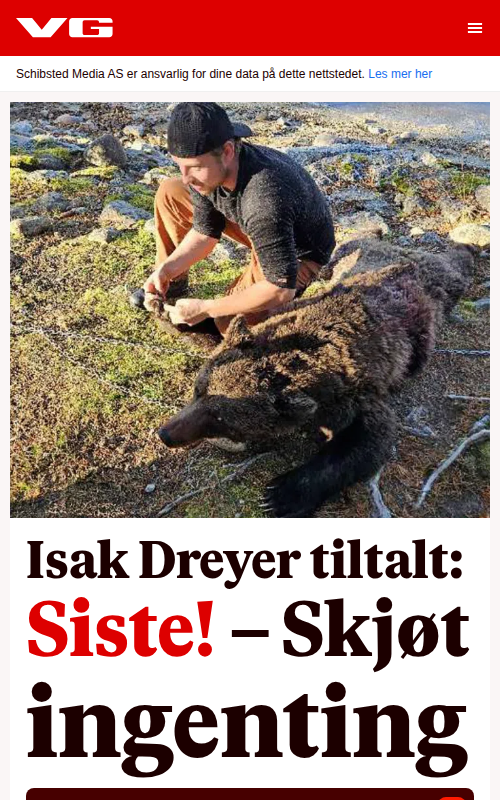 VG
Schibsted Media AS er ansvarlig for dine data på dette nettstedet. Les mer her
Isak Dreyer tiltalt:
Siste! – Skjøt
ingenting